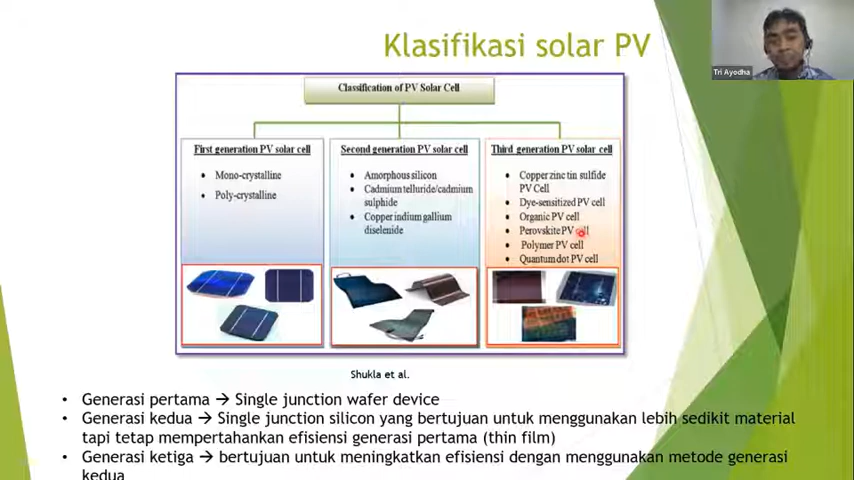 Klasifikasi solar PV
Tri Ayodha
Classification of PV Solar Cell
First generation PV solar cell
• Mono-crystalline
• Poly-crystalline
Second generation PV solar cell
• Amorphous silicon
• Cadmium telluride/cadmium
sulphide
• Copper indium gallium
diselenide
Third generation PV solar cell
• Copper zinc tin sulfide
PV Cell
• Dye-sensitized PV cell
• Organic PV cell
• Perovskite PV cell
• Polymer PV cell
• Quantum dot PV cell
Shukla et al.
• Generasi pertama → Single junction wafer device
• Generasi kedua → Single junction silicon yang bertujuan untuk menggunakan lebih sedikit material
tapi tetap mempertahankan efisiensi generasi pertama (thin film)
• Generasi ketiga → bertujuan untuk meningkatkan efisiensi dengan menggunakan metode generasi
kedua